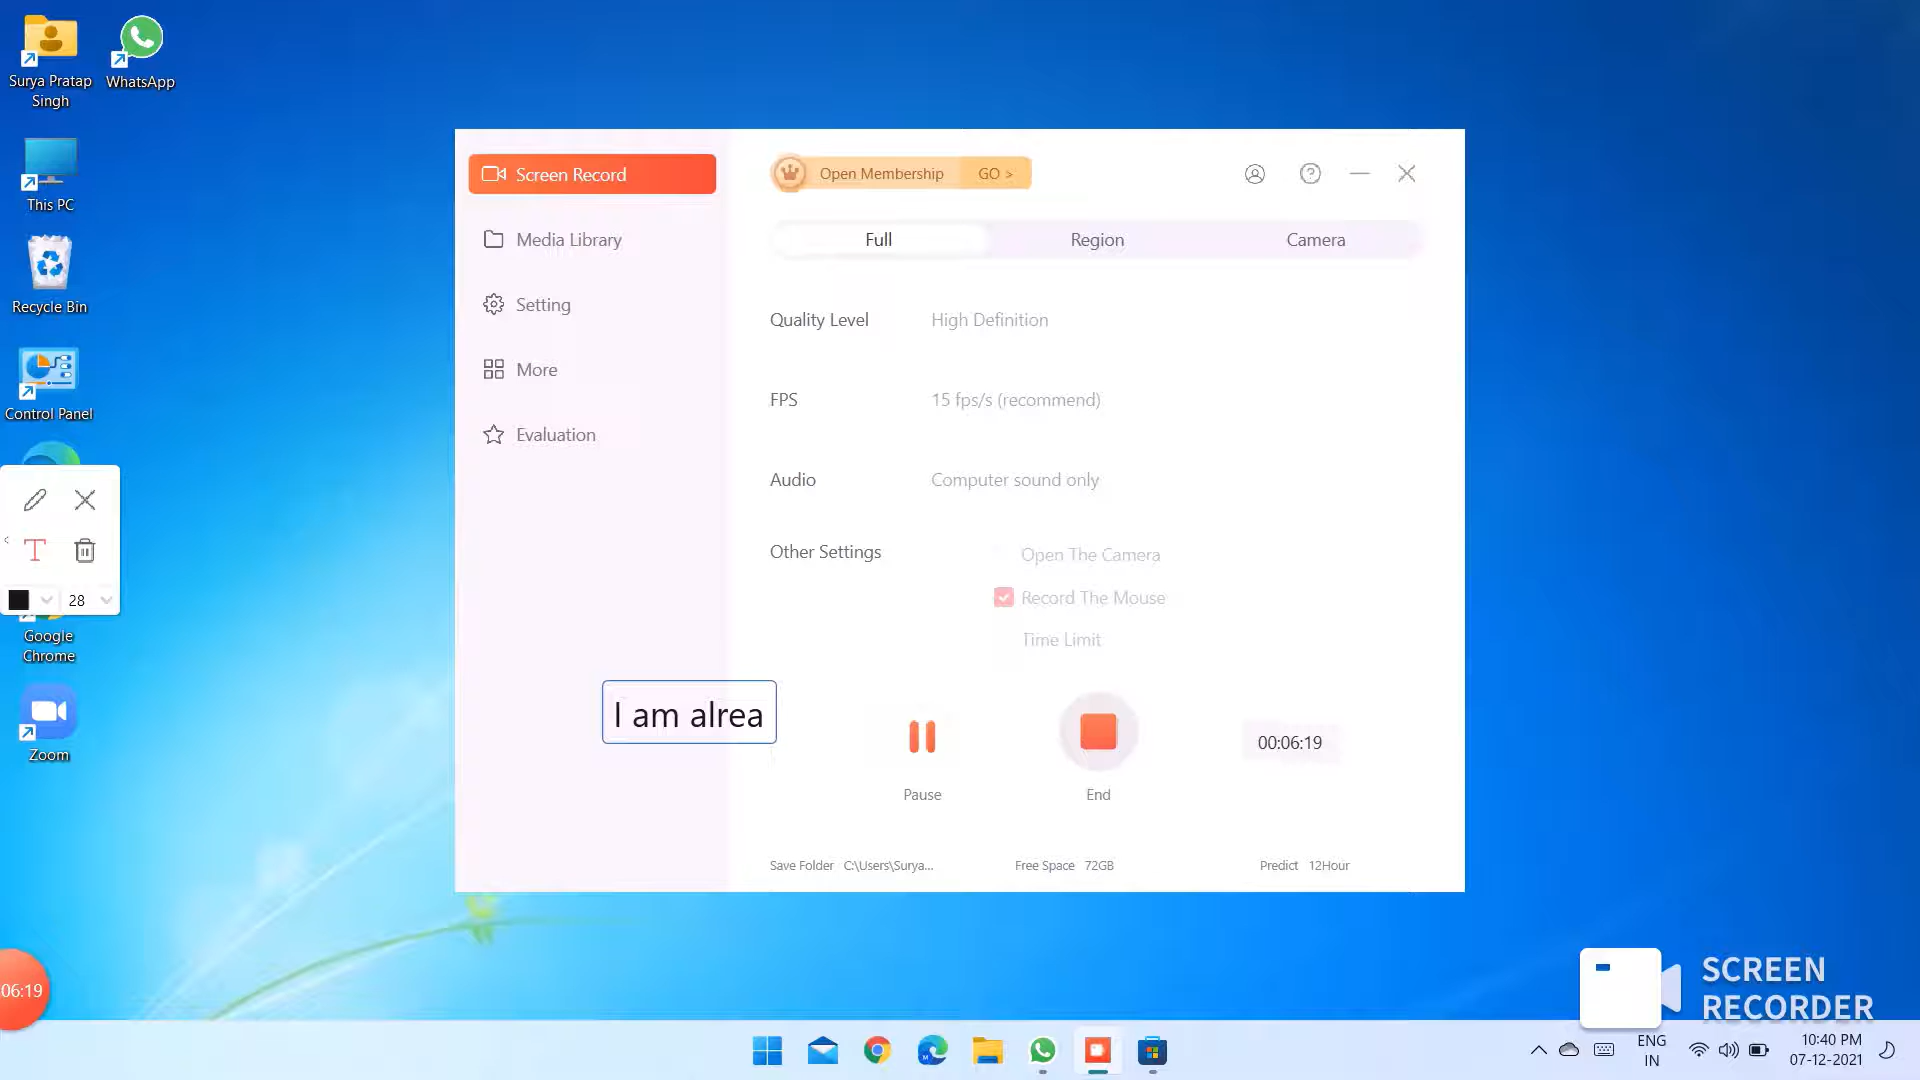 Surya Pratap
Singh
WhatsApp
This PC
Recycle Bin
Control Panel
28
Google
Chrome
Zoom
06:19
Screen Record
Media Library
Setting
More
Evaluation
Open Membership GO >
Full Region Camera
Quality Level High Definition
FPS 15 fps/s (recommend)
Audio Computer sound only
Other Settings Open The Camera
Record The Mouse
Time Limit
I am alrea
00:06:19
Pause End
Save Folder C:\Users\Surya... Free Space 72GB Predict 12Hour
SCREEN
RECORDER
ENG
IN
10:40 PM
07-12-2021